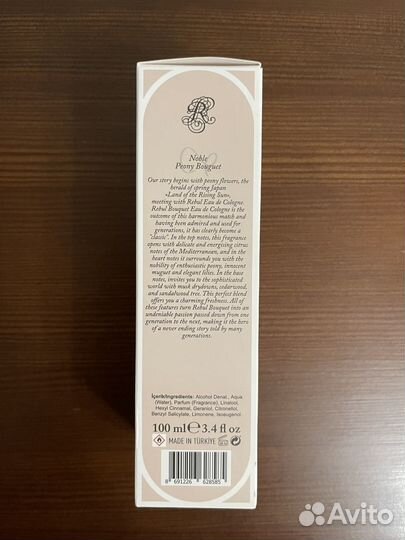 R
Noble
Peony Bouquet
Our story begins with peony flowers, the
herald of spring Japan
«Land of the Rising Sun»,
meeting with Rebul Eau de Cologne.
Rebul Bouquet Eau de Cologne is the
outcome of this harmonious match and
having been admired and used for
generations, it has clearly become a
"classic". In the top notes, this fragrance
opens with delicate and energising citrus
notes of the Mediterranean, and in the
heart notes it surrounds you with the
nobility of enthusiastic peony, innocent
muguet and elegant lilies. In the base
notes, invites you to the sophisticated
world with musk drydowns, cedarwood,
and sandalwood tree. This perfect blend
offers you a charming freshness. All of
these features turn Rebul Bouquet into an
undeniable passion passed down from one
generation to the next, making it the hero
of a never ending story told by many
generations.
İçerik/Ingredients: Alcohol Denat., Aqua
(Water), Parfum (Fragrance), Linalool,
Hexyl Cinnamal, Geraniol, Citronellol,
Benzyl Salicylate, Limonene, Isoeugenol
100 ml ℮ 3.4 fl oz
MADE IN TÜRKİYE
8 691226 628585
Avito